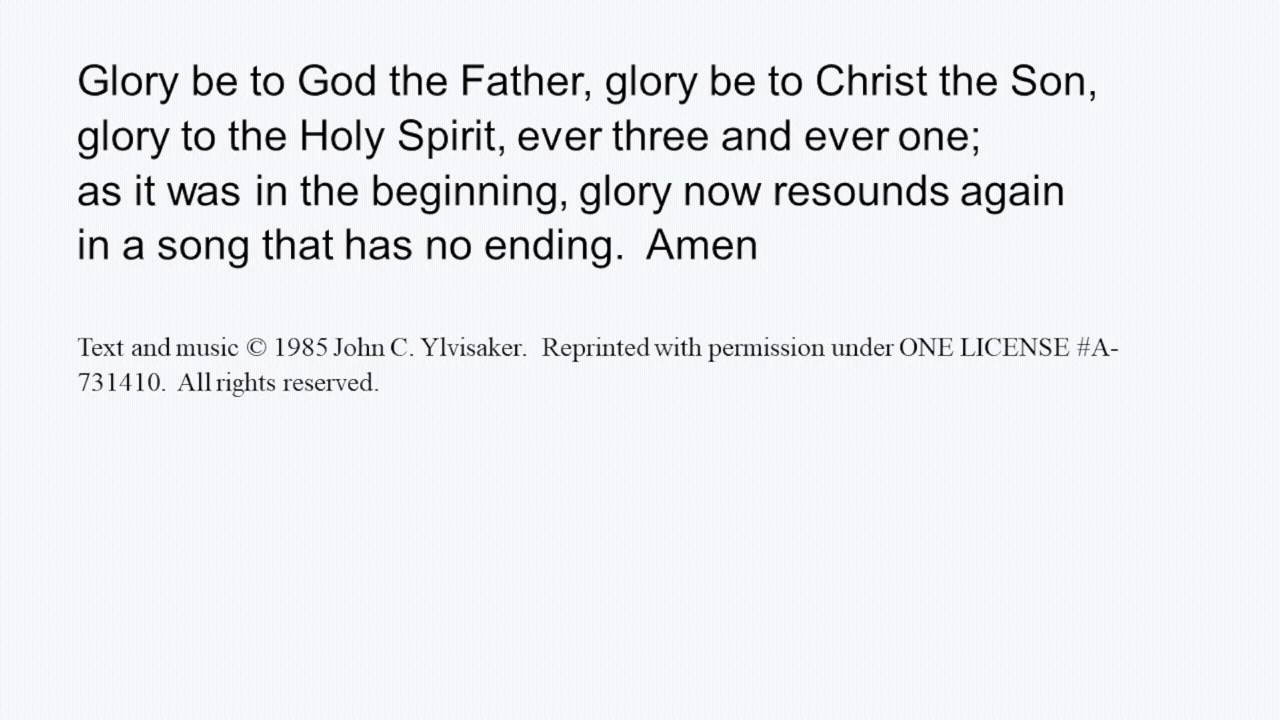 Glory be to God the Father, glory be to Christ the Son,
glory to the Holy Spirit, ever three and ever one;
as it was in the beginning, glory now resounds again
in a song that has no ending.  Amen
Text and music © 1985 John C. Ylvisaker.  Reprinted with permission under ONE LICENSE #A-
731410.  All rights reserved.